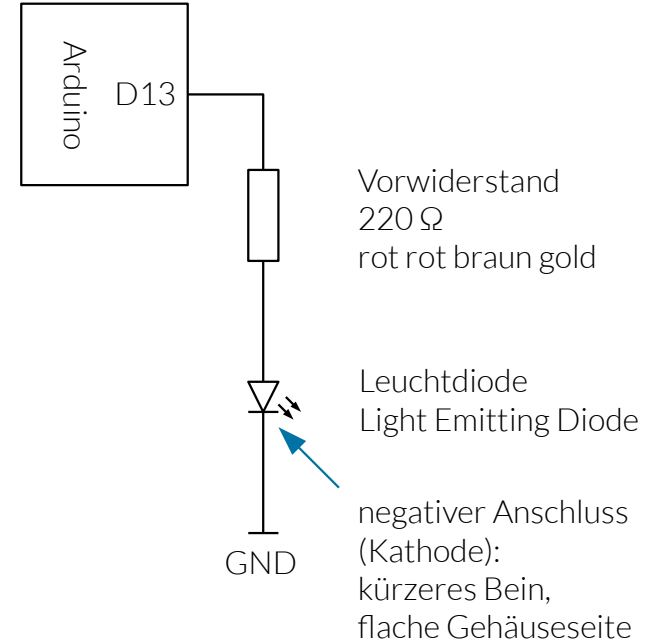 Arduino
D13
Vorwiderstand
220 Ω
rot rot braun gold
Leuchtdiode
Light Emitting Diode
negativer Anschluss
(Kathode):
kürzeres Bein,
flache Gehäuseseite
GND